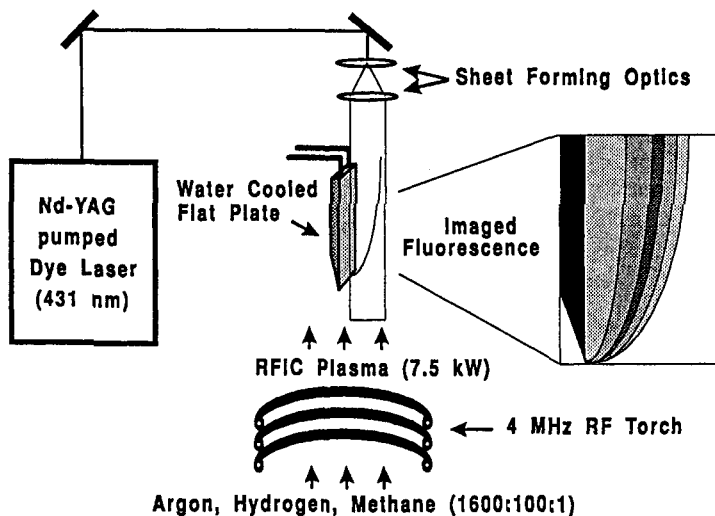 Sheet Forming Optics
Water Cooled
Flat Plate
Nd-YAG
pumped
Dye Laser
(431 nm)
Imaged
Fluorescence
RFIC Plasma (7.5 kW)
4 MHz RF Torch
Argon, Hydrogen, Methane (1600:100:1)